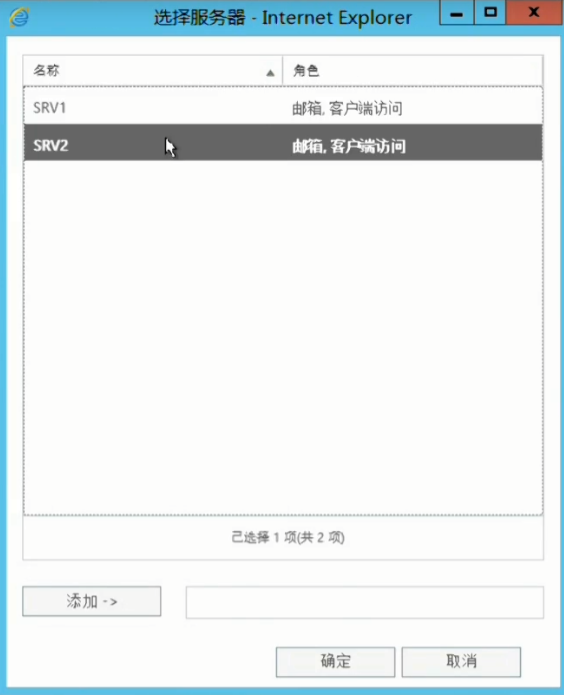 选择服务器 - Internet Explorer
名称 角色
SRV1 邮箱, 客户端访问
SRV2 邮箱, 客户端访问
已选择 1 项(共 2 项)
添加 ->
确定 取消